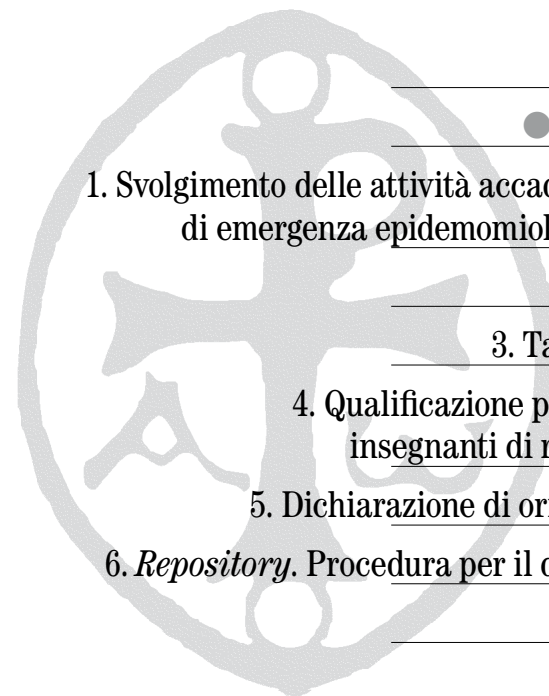 1. Svolgimento delle attività accad
di emergenza epidemomiol
3. Ta
4. Qualificazione p
insegnanti di r
5. Dichiarazione di ori
6. Repository. Procedura per il d